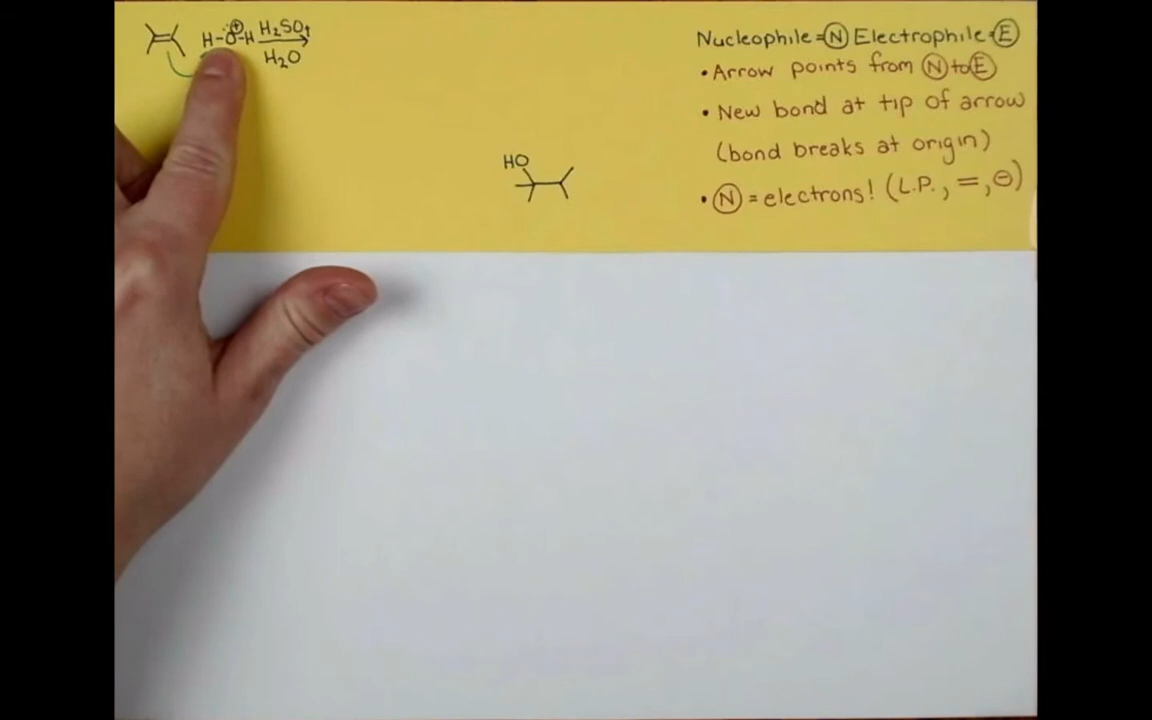 H-Ö-H H₂SO₄
⊕
H₂O
HO
Nucleophile=Ⓝ Electrophile=Ⓔ
• Arrow points from Ⓝ to Ⓔ
• New bond at tip of arrow
(bond breaks at origin)
• Ⓝ = electrons! (L.P., =, ⊖)